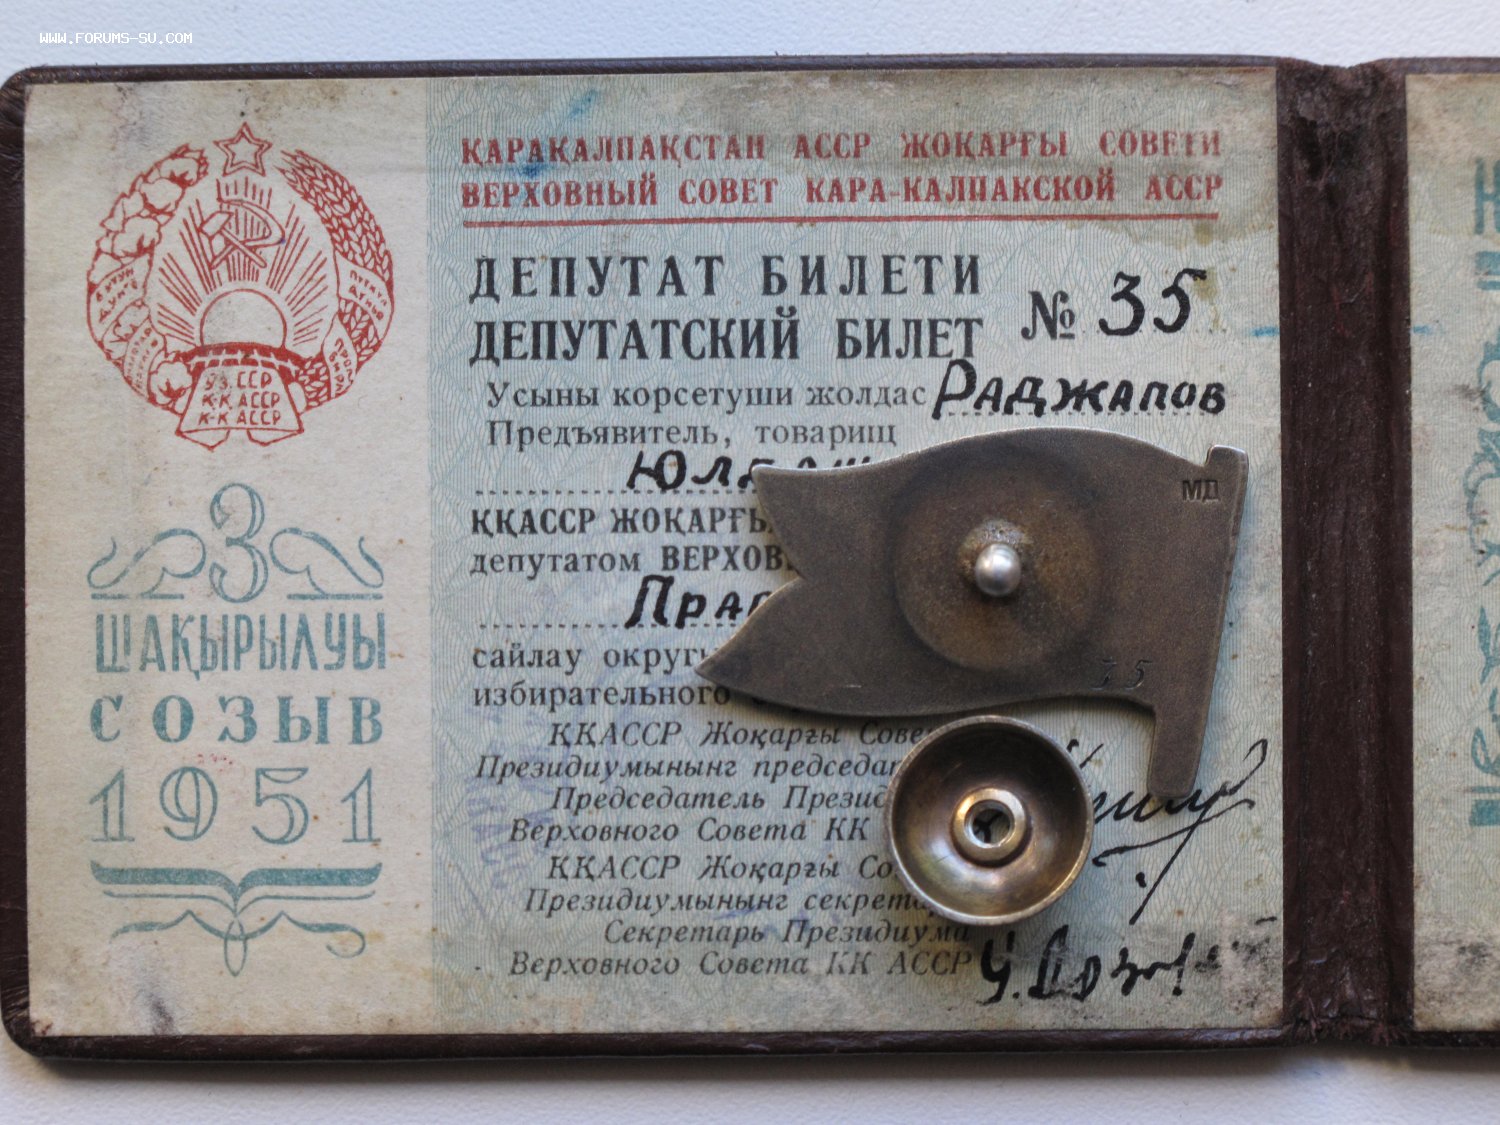 WWW.FORUMS-SU.COM
ҚАРАҚАЛПАҚСТАН АССР ЖОҚАРҒЫ СОВЕТИ
ВЕРХОВНЫЙ СОВЕТ КАРА-КАЛПАКСКОЙ АССР
ДЕПУТАТ БИЛЕТИ
ДЕПУТАТСКИЙ БИЛЕТ № 35
Усыны корсетуши жолдас Раджапов
Предъявитель, товарищ
ҚҚАССР ЖОҚАРҒЫ
депутатом ВЕРХОВ
сайлау округы
избирательного
ҚҚАССР Жоқарғы Сове
Президиумынынг председа
Председатель Презид
Верховного Совета КК
ҚҚАССР Жоқарғы Со
Президиумынынг секрета
Секретарь Президиума
Верховного Совета КК АССР
Уз. ССР
К-К АССР
К-К АССР
3
ШАҚЫРЫЛУЫ
СОЗЫВ
1951
МД
35